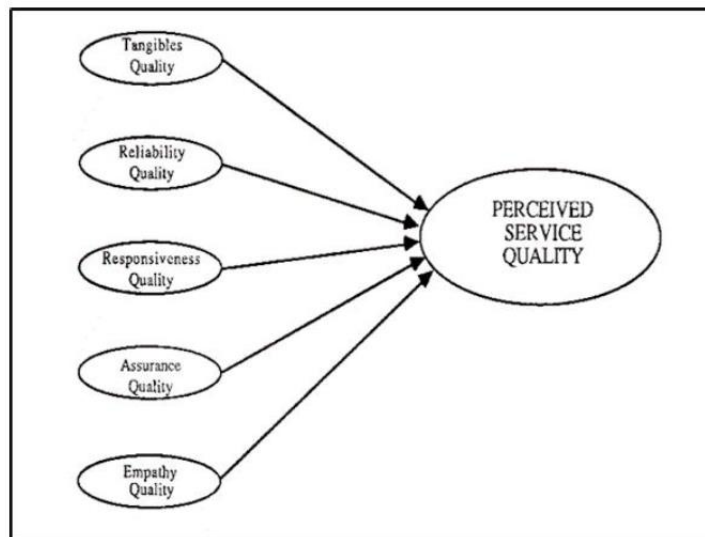 Tangibles
Quality
Reliability
Quality
Responsiveness
Quality
Assurance
Quality
Empathy
Quality
PERCEIVED
SERVICE
QUALITY